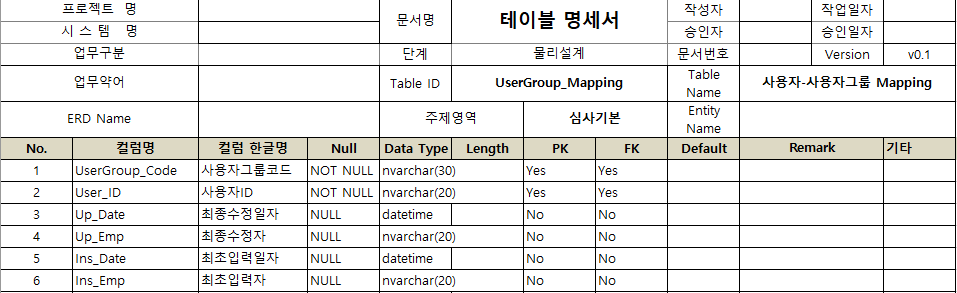 프로젝트 명 문서명 테이블 명세서 작성자 작업일자
시 스 템 명 승인자 승인일자
업무구분 단계 물리설계 문서번호 Version v0.1
업무약어 Table ID UserGroup_Mapping Table Name 사용자-사용자그룹 Mapping
ERD Name 주제영역 심사기본 Entity Name
No. 컬럼명 컬럼 한글명 Null Data Type Length PK FK Default Remark 기타
1 UserGroup_Code 사용자그룹코드 NOT NULL nvarchar(30) Yes Yes
2 User_ID 사용자ID NOT NULL nvarchar(20) Yes Yes
3 Up_Date 최종수정일자 NULL datetime No No
4 Up_Emp 최종수정자 NULL nvarchar(20) No No
5 Ins_Date 최초입력일자 NULL datetime No No
6 Ins_Emp 최초입력자 NULL nvarchar(20) No No